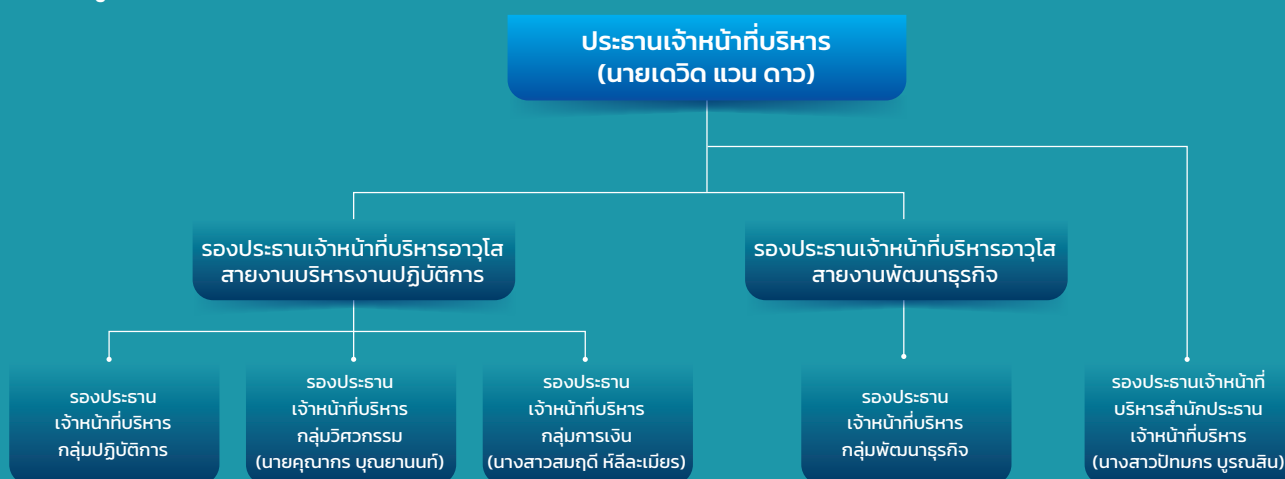 ประธานเจ้าหน้าที่บริหาร
(นายเดวิด แวน ดาว)
รองประธานเจ้าหน้าที่บริหารอาวุโส
สายงานบริหารงานปฏิบัติการ
รองประธานเจ้าหน้าที่บริหารอาวุโส
สายงานพัฒนาธุรกิจ
รองประธาน
เจ้าหน้าที่บริหาร
กลุ่มปฏิบัติการ
รองประธาน
เจ้าหน้าที่บริหาร
กลุ่มวิศวกรรม
(นายคุณากร บุณยานนท์)
รองประธาน
เจ้าหน้าที่บริหาร
กลุ่มการเงิน
(นางสาวสมฤดี ห์ลีละเมียร)
รองประธาน
เจ้าหน้าที่บริหาร
กลุ่มพัฒนาธุรกิจ
รองประธานเจ้าหน้าที่
บริหารสำนักประธาน
เจ้าหน้าที่บริหาร
(นางสาวปัทมกร บูรณสิน)